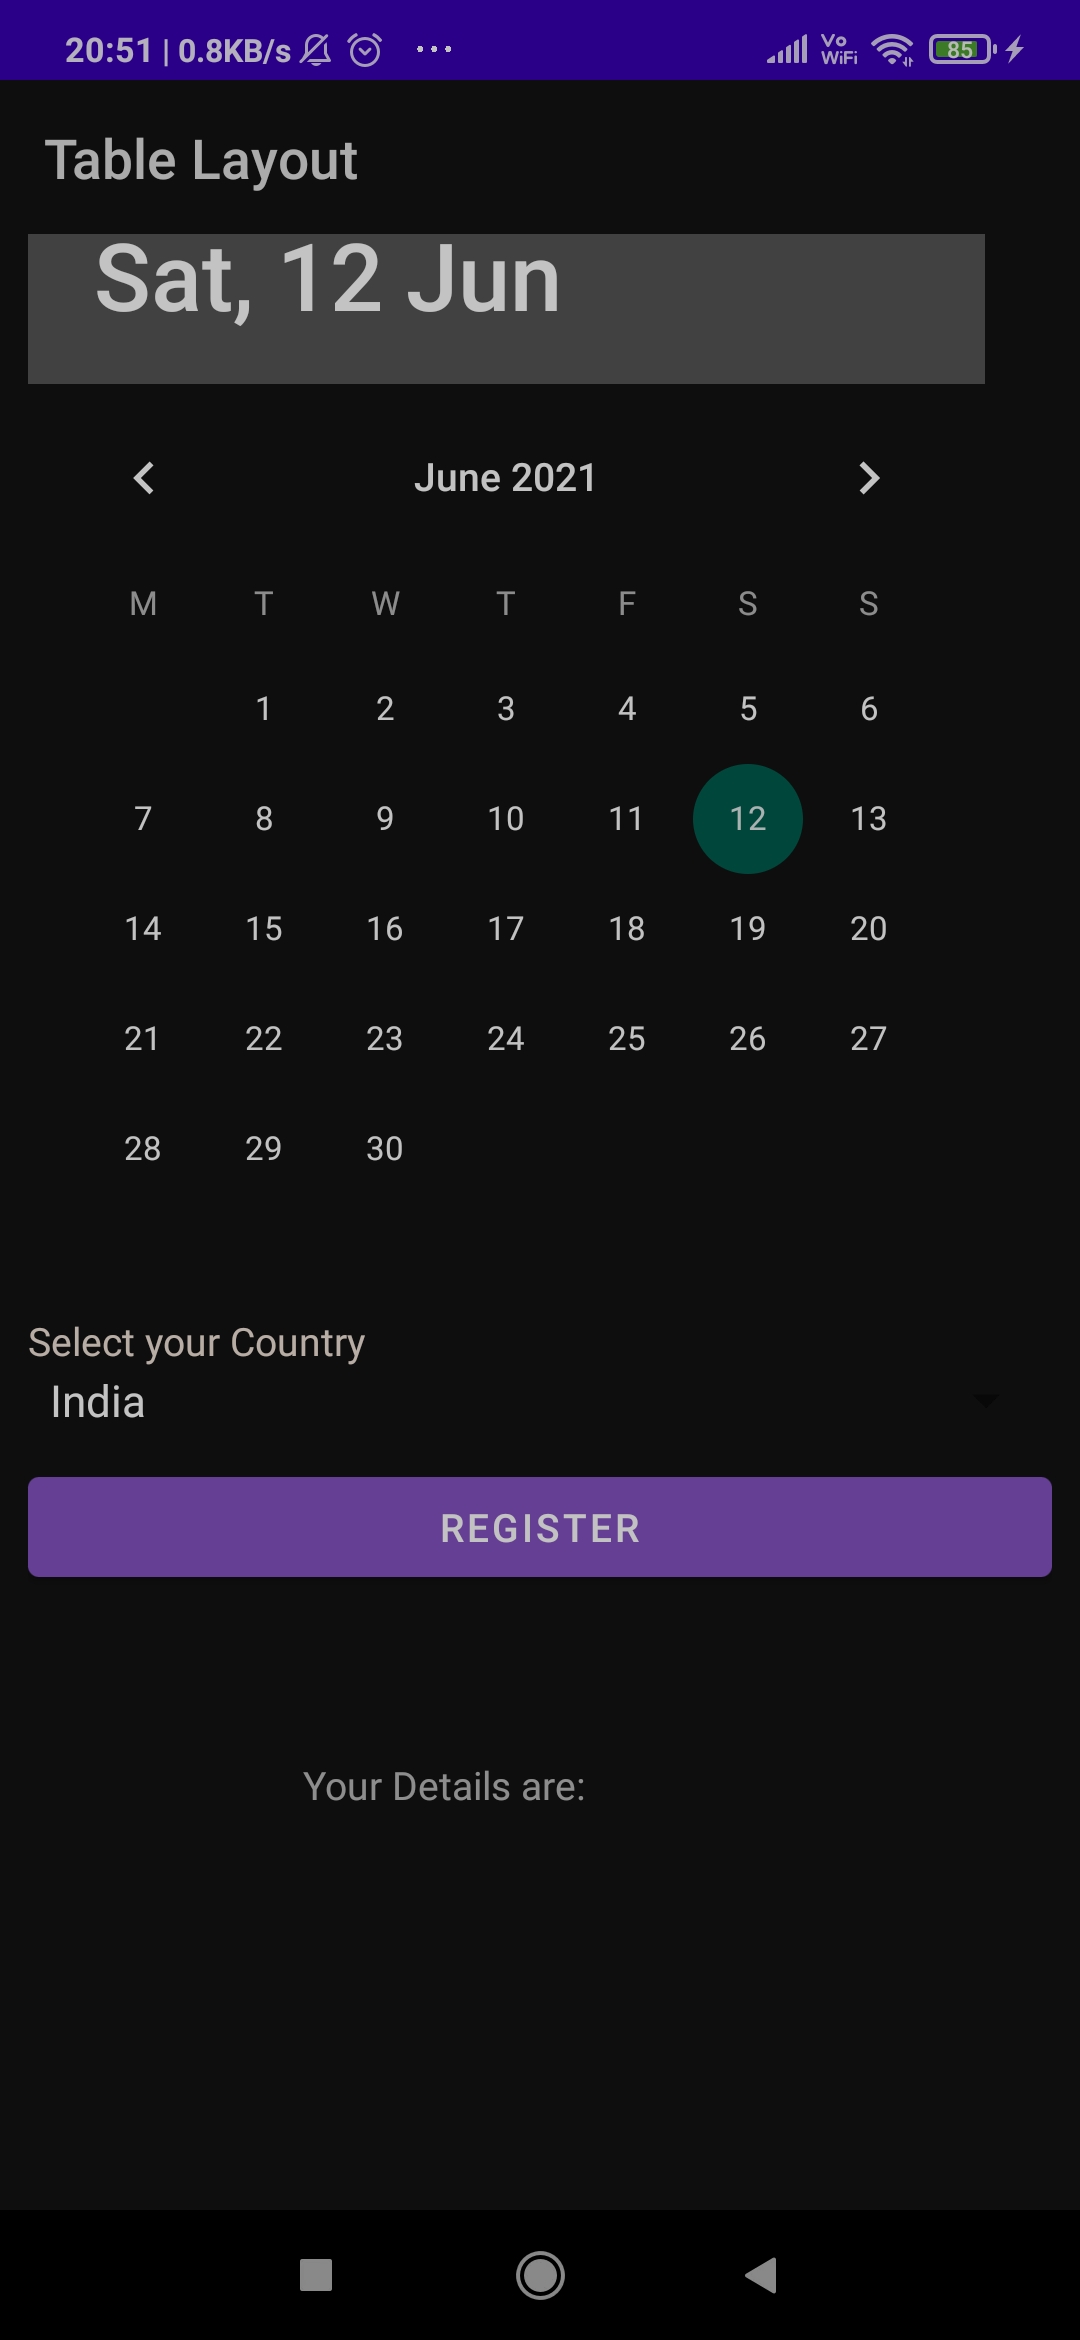 20:51 | 0.8KB/s ... Vo WiFi 85
Table Layout
Sat, 12 Jun
June 2021
M T W T F S S
1 2 3 4 5 6
7 8 9 10 11 12 13
14 15 16 17 18 19 20
21 22 23 24 25 26 27
28 29 30
Select your Country
India
REGISTER
Your Details are: